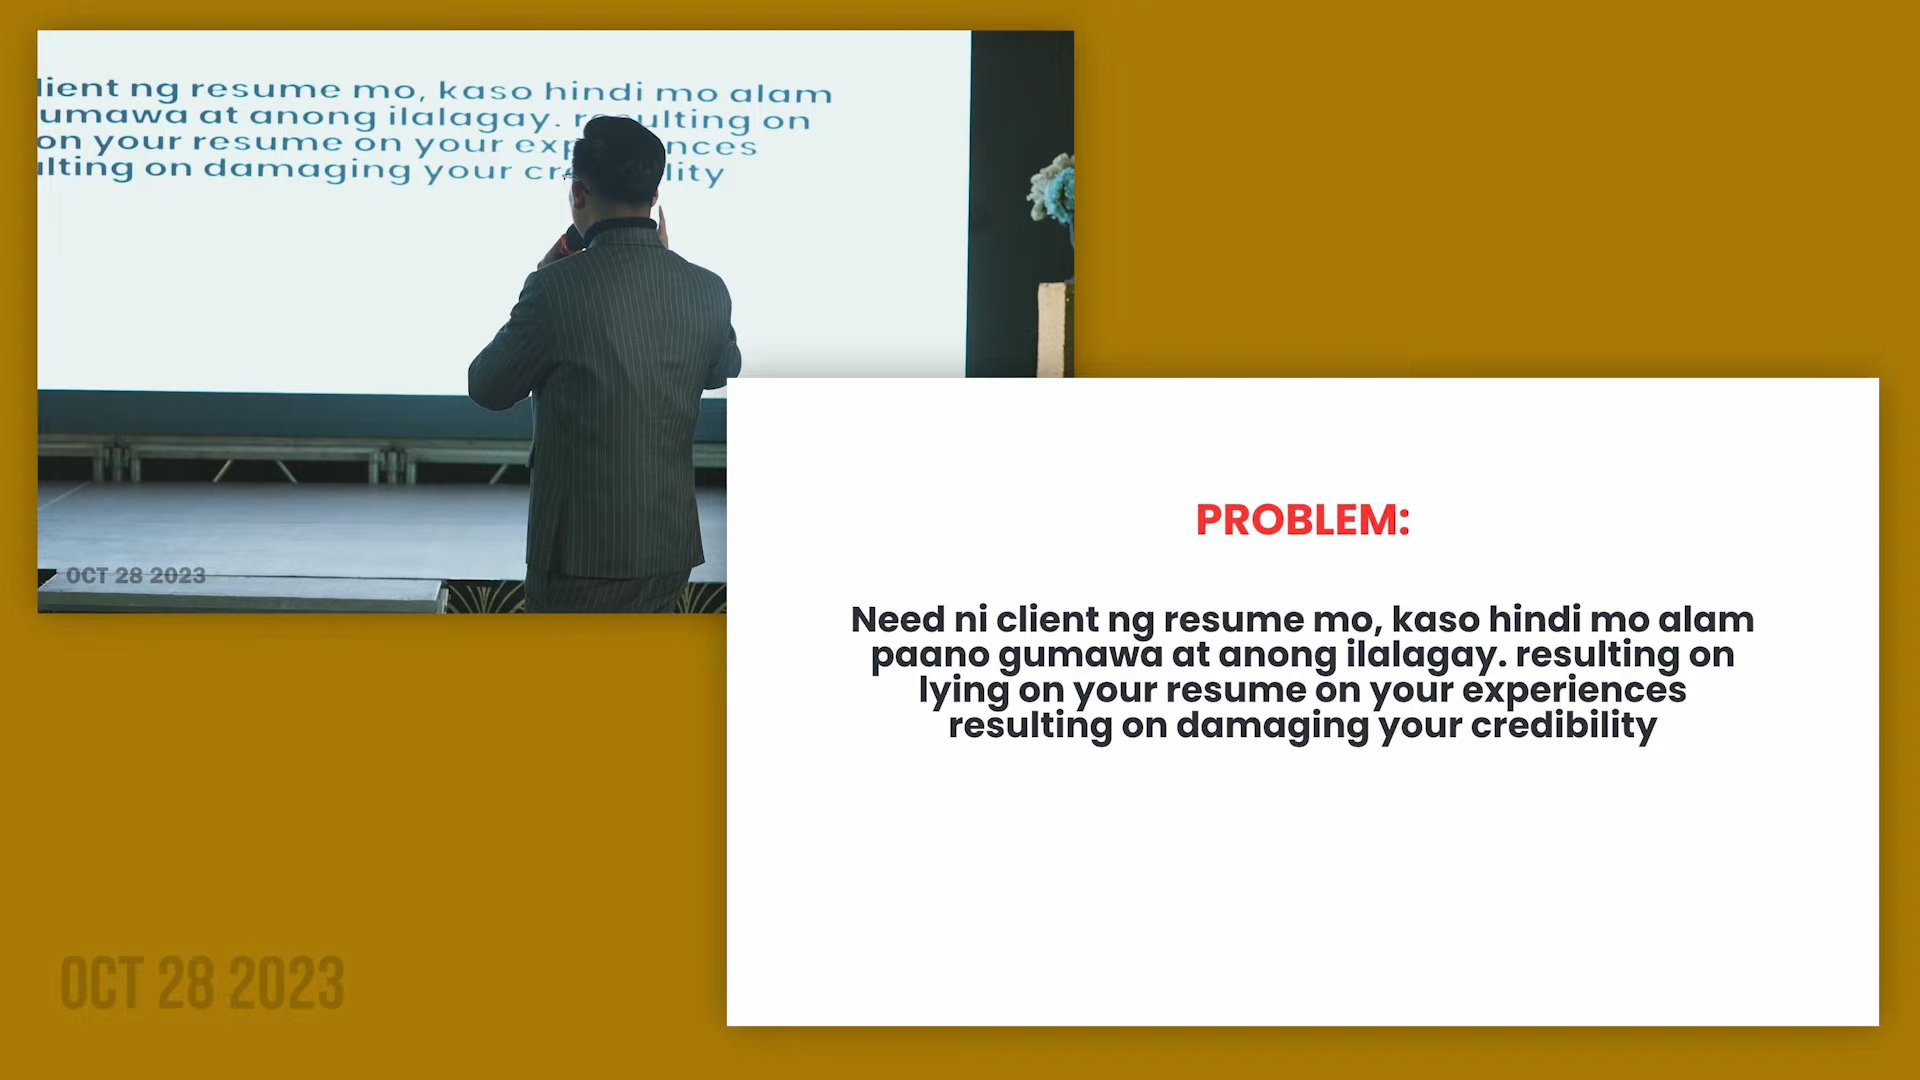 lient ng resume mo, kaso hindi mo alam
umawa at anong ilalagay. resulting on
on your resume on your experiences
lting on damaging your credibility
OCT 28 2023
PROBLEM:
Need ni client ng resume mo, kaso hindi mo alam
paano gumawa at anong ilalagay. resulting on
lying on your resume on your experiences
resulting on damaging your credibility
OCT 28 2023